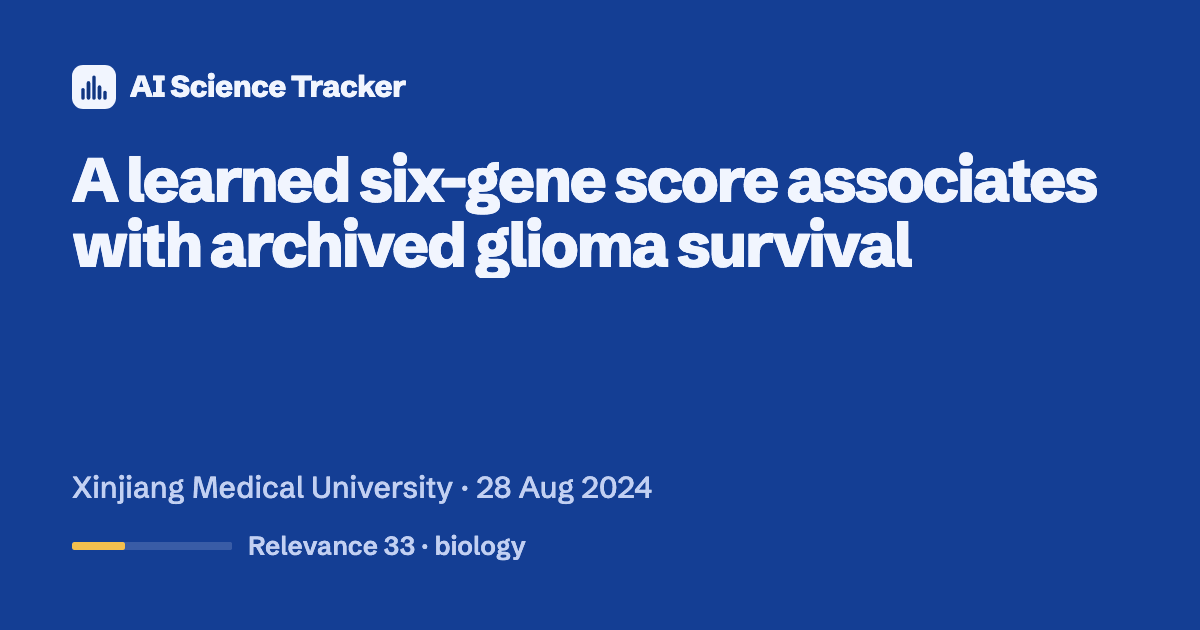 AI Science Tracker
A learned six-gene score associates
with archived glioma survival
Xinjiang Medical University · 28 Aug 2024
Relevance 33 · biology